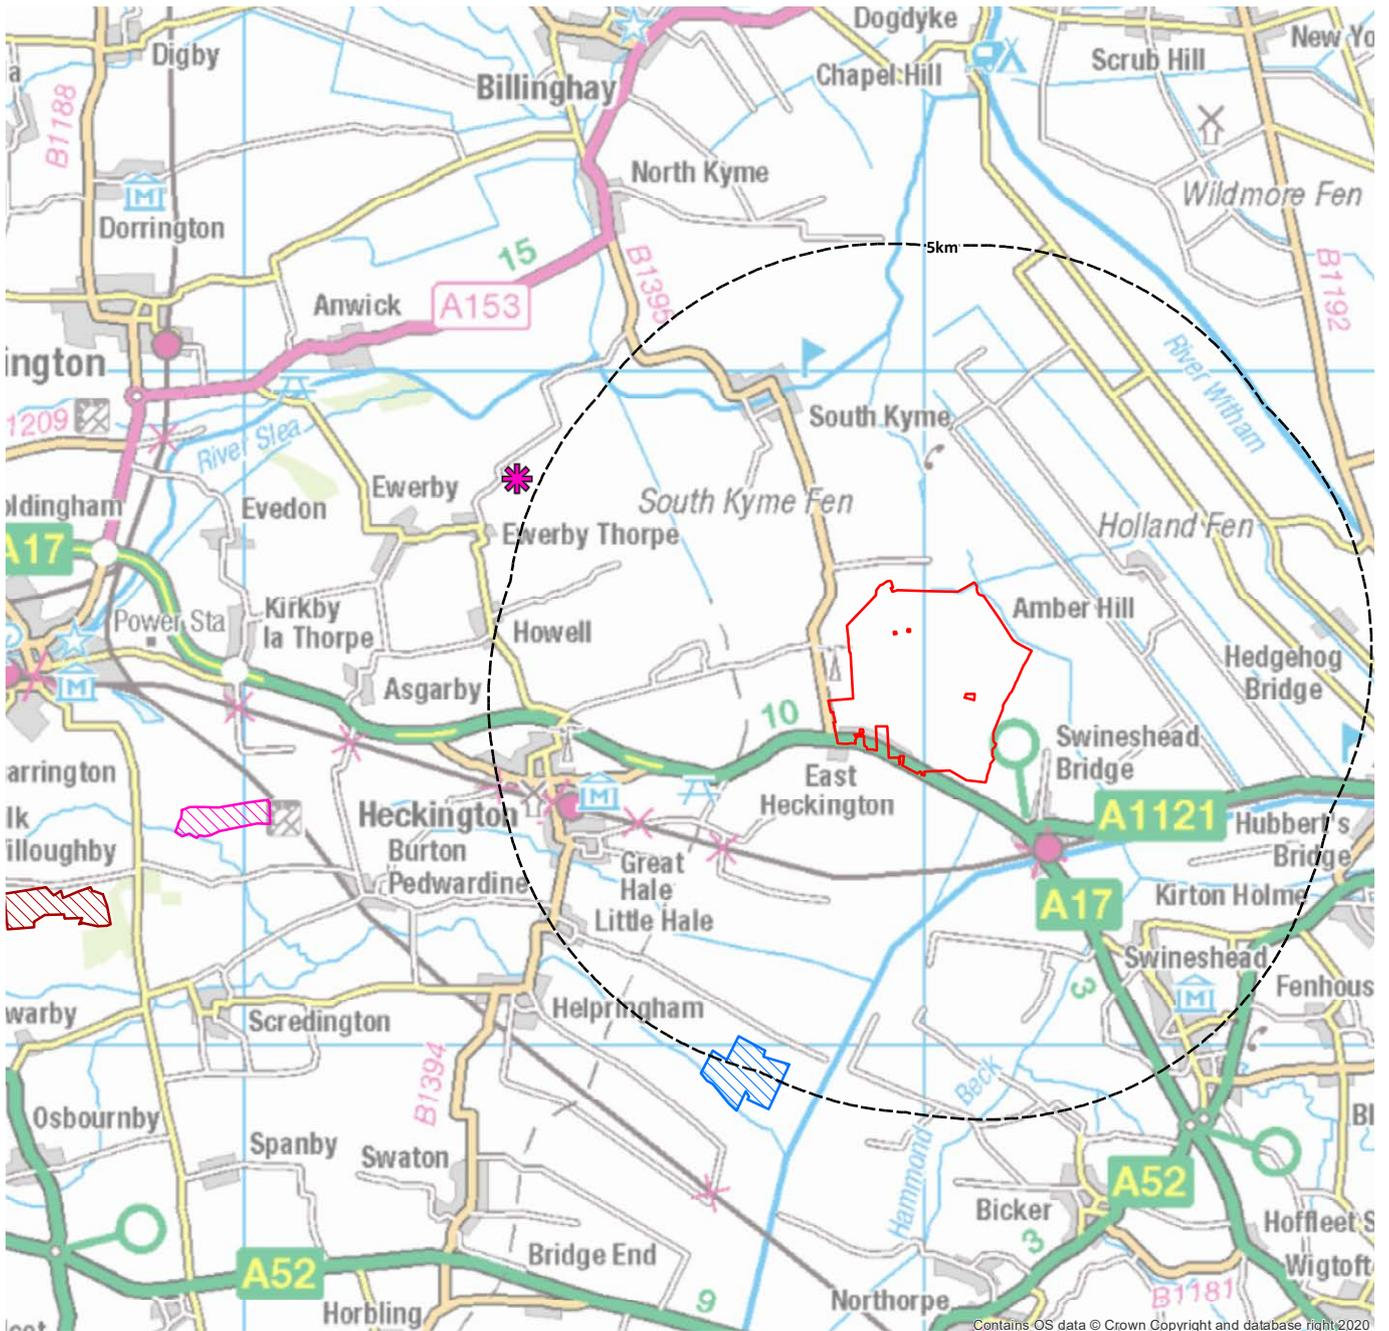 Digby
Dogdyke
Scrub Hill
New Yo
a
Billinghay
Chapel Hill
B1188
North Kyme
Wildmore Fen
Dorrington
15
B1395
5km
B1192
Anwick
A153
ington
River Witham
1209
River Slea
South Kyme
Ewerby
South Kyme Fen
oldingham
Evedon
Holland Fen
A17
Ewerby Thorpe
Power Sta
Kirkby
la Thorpe
Howell
Amber Hill
Hedgehog
Bridge
Asgarby
10
Swineshead
Bridge
arrington
East
Heckington
Heckington
A1121
lk
illoughby
Burton
Pedwardine
Great
Hale
Hubbert's
Bridge
Little Hale
A17
Kirton Holme
Swineshead
3
Fenhous
warby
Scredington
Helpringham
B1394
Beck
Osbournby
Spanby
Swaton
Hammond
A52
Bl
Bicker
Hoffleet S
3
Bridge End
Wigtoft
A52
9
Northorpe
B1181
Horbling
Contains OS data © Crown Copyright and database right 2020